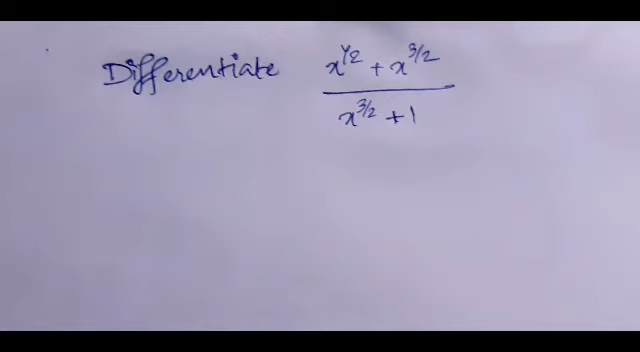 Differentiate x^1/2 + x^3/2
x^3/2 + 1